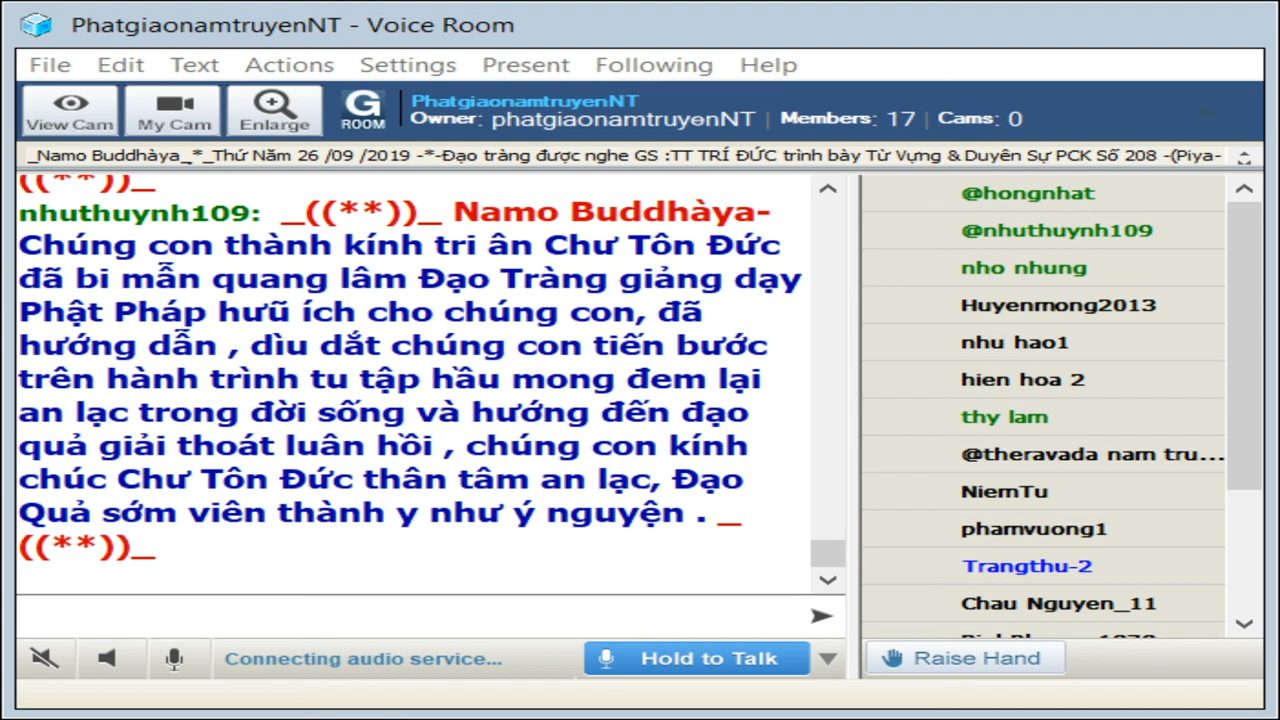 PhatgiaonamtruyenNT - Voice Room
File Edit Text Actions Settings Present Following Help
View Cam My Cam Enlarge G ROOM
PhatgiaonamtruyenNT
Owner: phatgiaonamtruyenNT | Members: 17 | Cams: 0
_Namo Buddhàya_*_Thứ Năm 26 /09 /2019 -*-Đạo tràng được nghe GS :TT TRÍ ĐỨC trình bày Từ Vựng & Duyên Sự PCK Số 208 -(Piya-
((**))_
nhuthuynh109: _((**))_ Namo Buddhàya-
Chúng con thành kính tri ân Chư Tôn Đức
đã bi mẫn quang lâm Đạo Tràng giảng dạy
Phật Pháp hưũ ích cho chúng con, đã
hướng dẫn , dìu dắt chúng con tiến bước
trên hành trình tu tập hầu mong đem lại
an lạc trong đời sống và hướng đến đạo
quả giải thoát luân hồi , chúng con kính
chúc Chư Tôn Đức thân tâm an lạc, Đạo
Quả sớm viên thành y như ý nguyện . _
((**))_
@hongnhat
@nhuthuynh109
nho nhung
Huyenmong2013
nhu hao1
hien hoa 2
thy lam
@theravada nam tru...
NiemTu
phamvuong1
Trangthu-2
Chau Nguyen_11
Connecting audio service...
Hold to Talk
Raise Hand